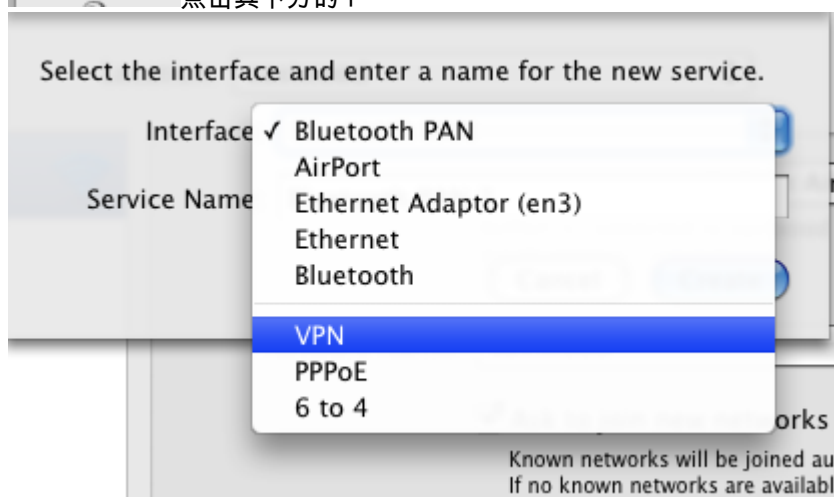 Select the interface and enter a name for the new service.
Interface ✓ Bluetooth PAN
AirPort
Service Name
Ethernet Adaptor (en3)
Ethernet
Bluetooth
VPN
PPPoE
6 to 4
orks
Known networks will be joined au
If no known networks are availabl